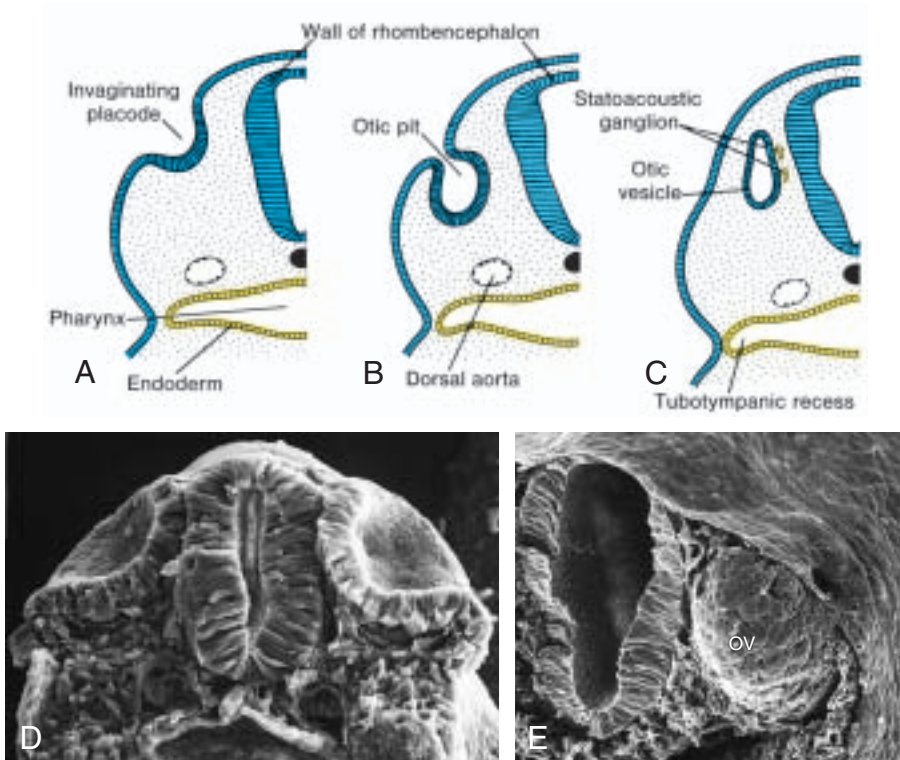 Wall of rhombencephalon
Invaginating
placode
Otic pit
Statoacoustic
ganglion
Otic
vesicle
Pharynx
Endoderm
Dorsal aorta
Tubotympanic recess
A
B
C
D
E
OV